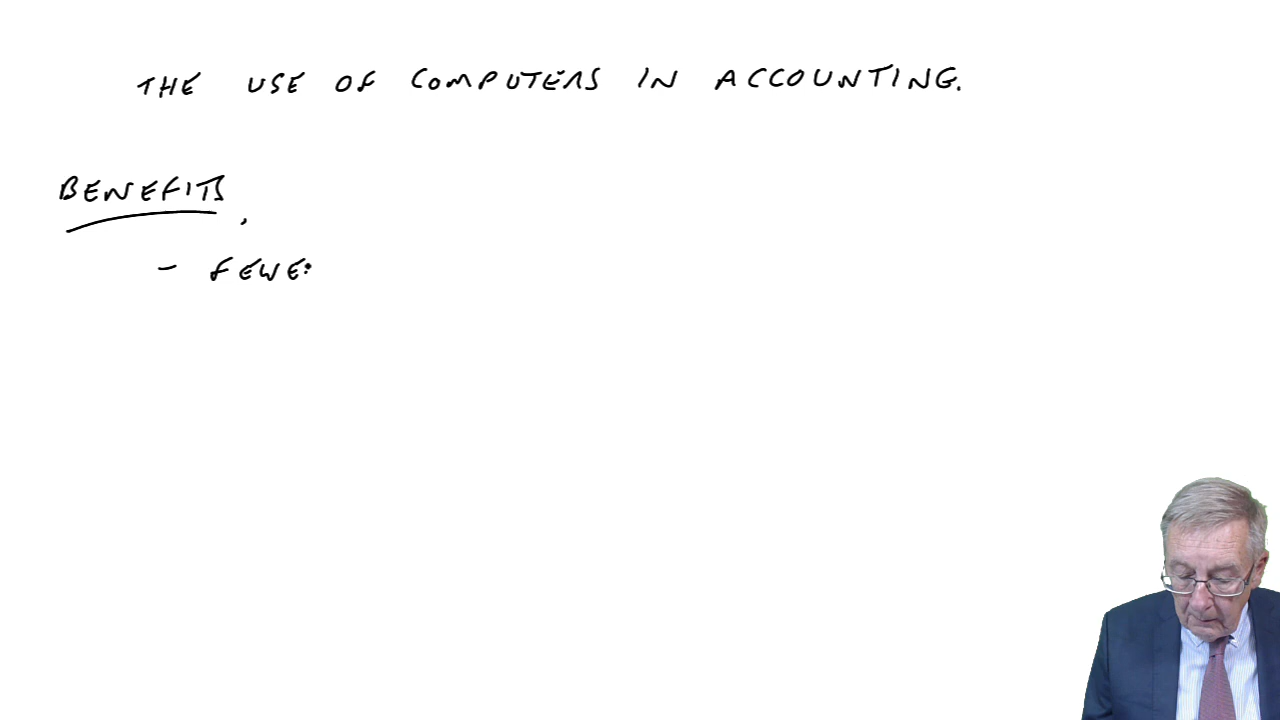 THE USE OF COMPUTERS IN ACCOUNTING.
BENEFITS
- FEWE